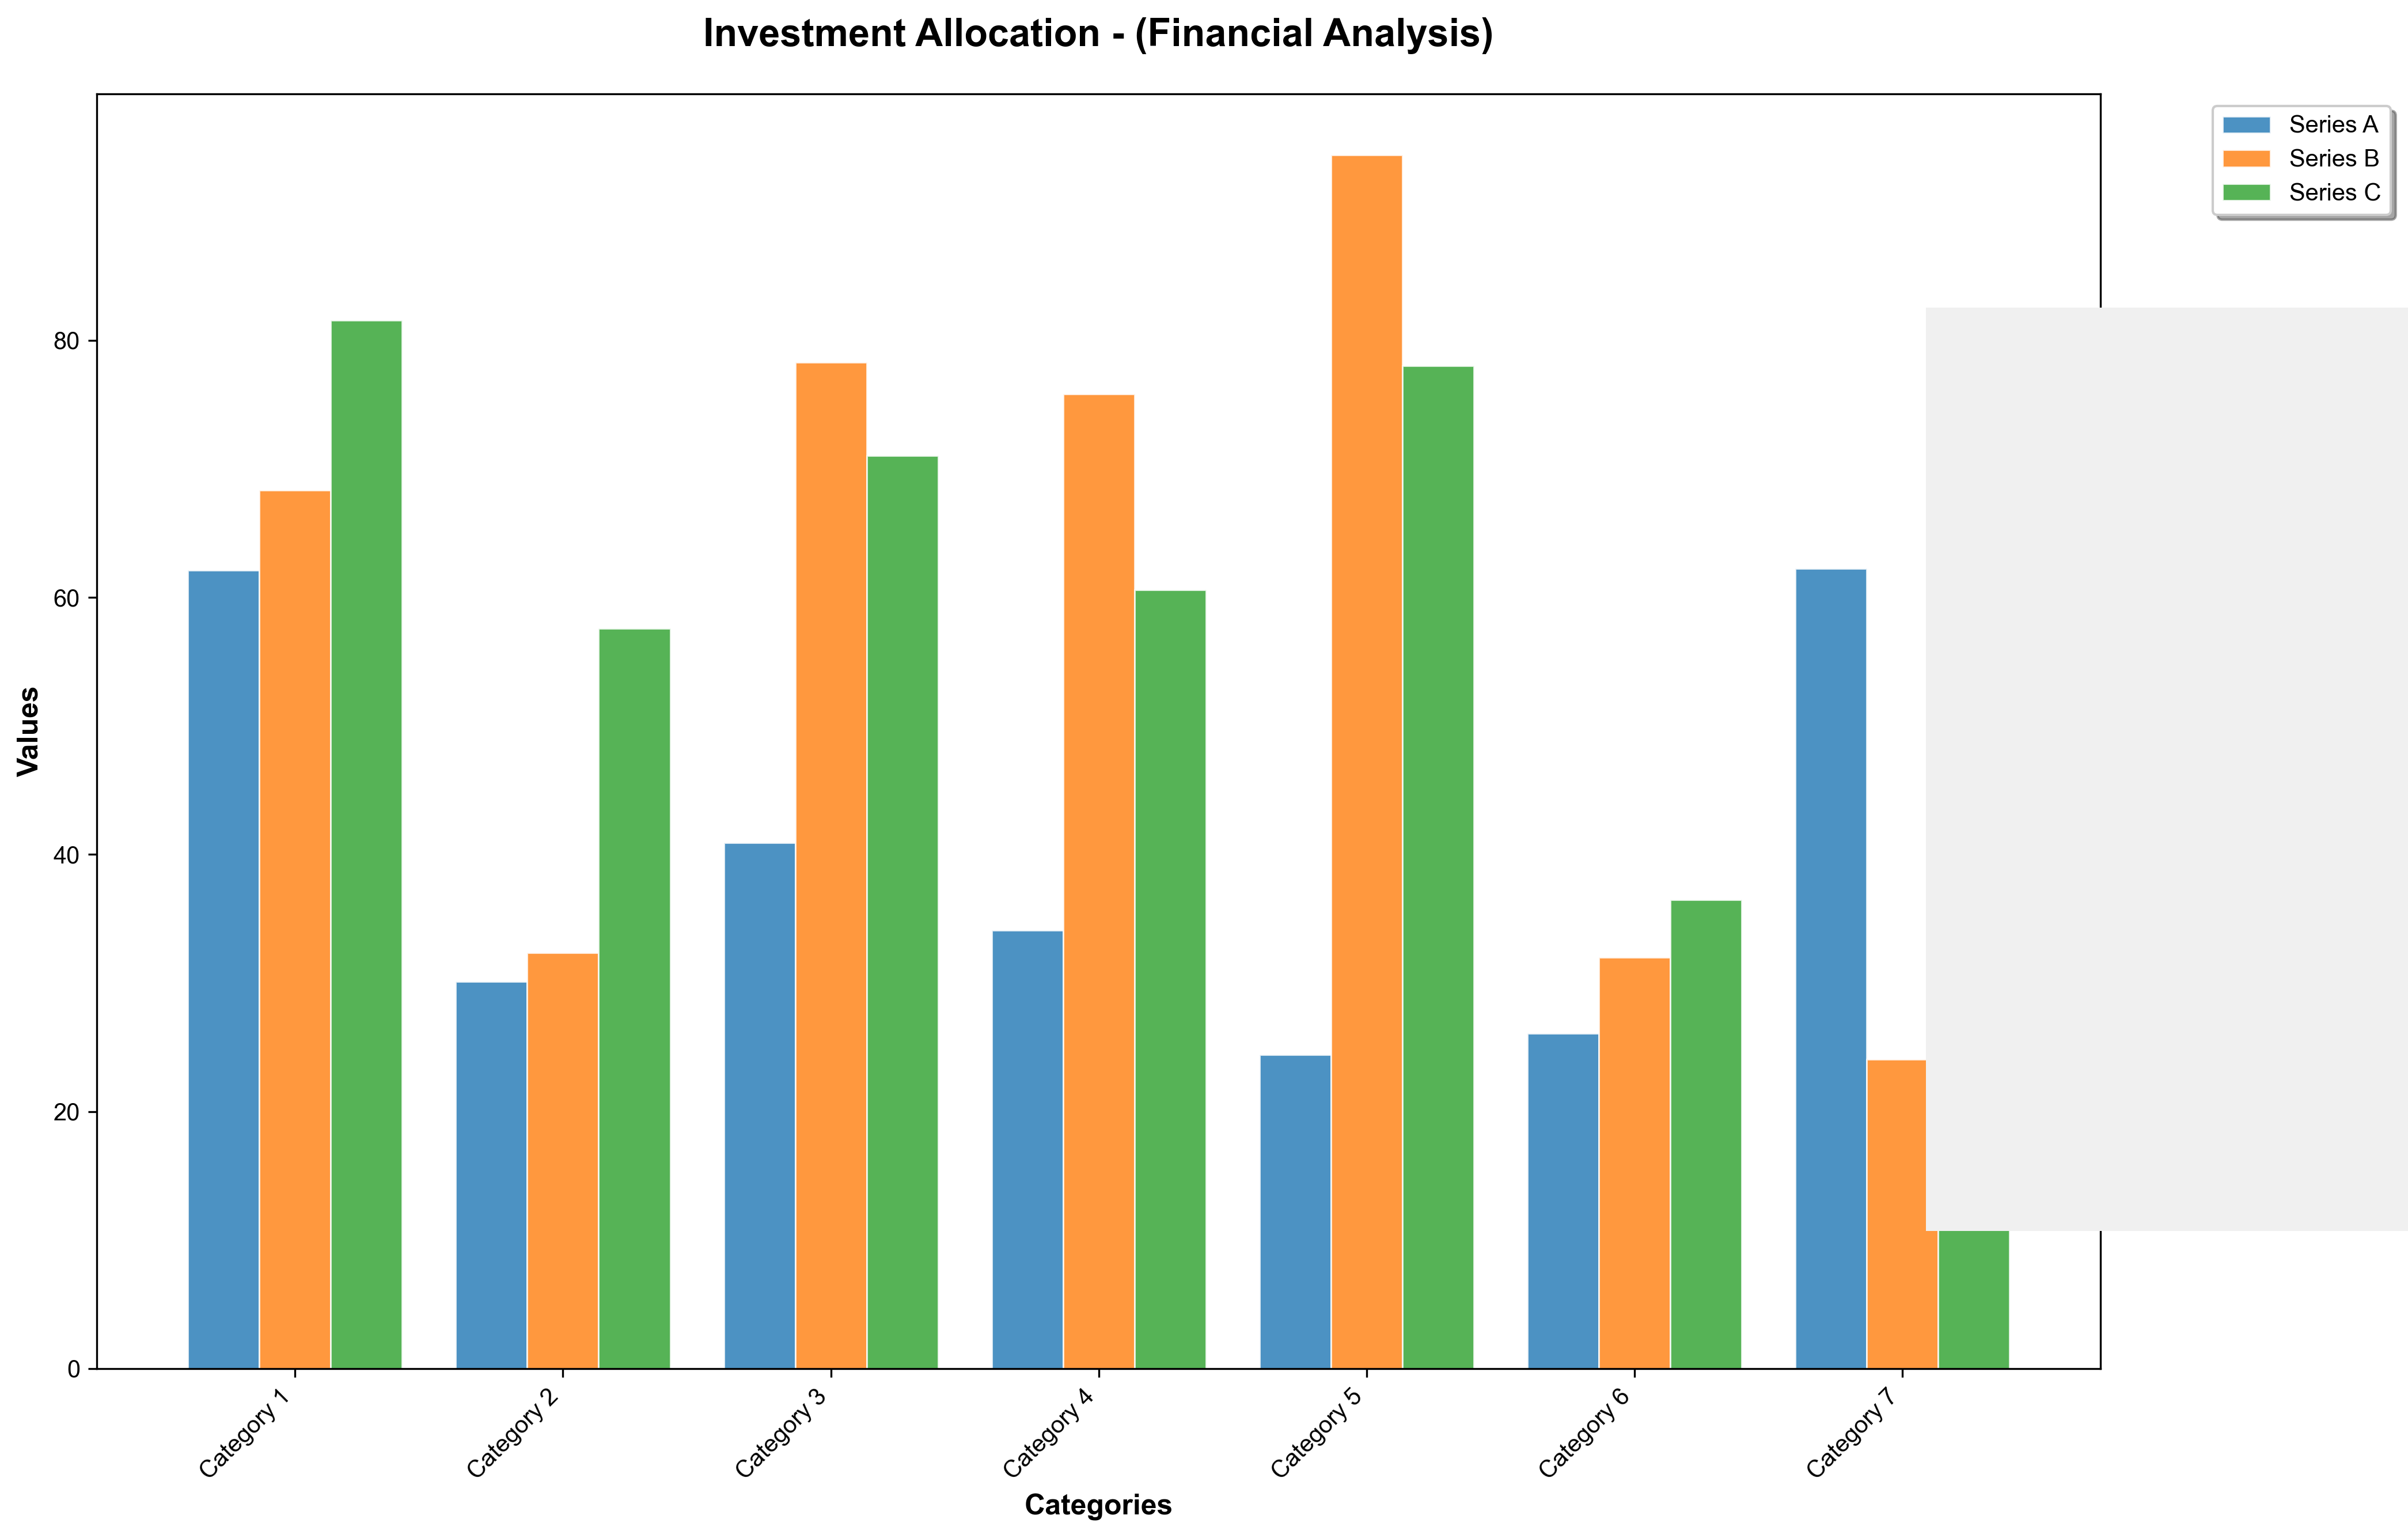 Investment Allocation - (Financial Analysis)
Series A
Series B
Series C
80
60
40
20
0
Values
Category 1
Category 2
Category 3
Category 4
Category 5
Category 6
Category 7
Categories